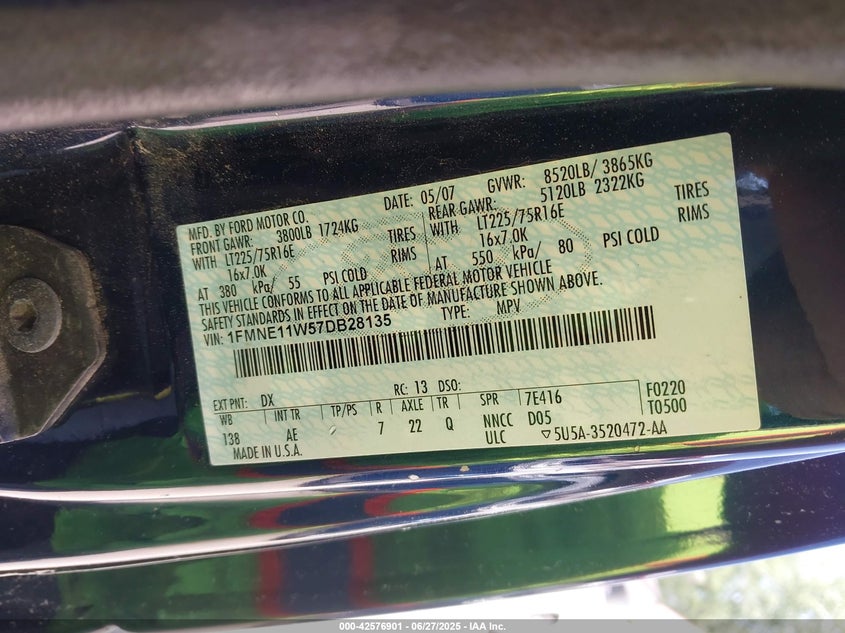 MFD. BY FORD MOTOR CO. DATE: 05/07 GVWR: 8520LB/ 3865KG
FRONT GAWR: 3800LB 1724KG REAR GAWR: 5120LB 2322KG
WITH LT225/75R16E TIRES WITH LT225/75R16E TIRES
16x7.0K RIMS 16x7.0K RIMS
AT 380 kPa/ 55 PSI COLD AT 550 kPa/ 80 PSI COLD
THIS VEHICLE CONFORMS TO ALL APPLICABLE FEDERAL MOTOR VEHICLE
SAFETY STANDARDS IN EFFECT ON THE DATE OF MANUFACTURE SHOWN ABOVE.
VIN: 1FMNE11W57DB28135 TYPE: MPV
EXT PNT: DX RC: 13 DSO:
WB INT TR TP/PS R AXLE TR SPR 7E416 F0220
138 AE 7 22 Q NNCC D05 T0500
MADE IN U.S.A. ULC ▽5U5A-3520472-AA
000-42576901 / 06/27/2025 / IAA Inc.